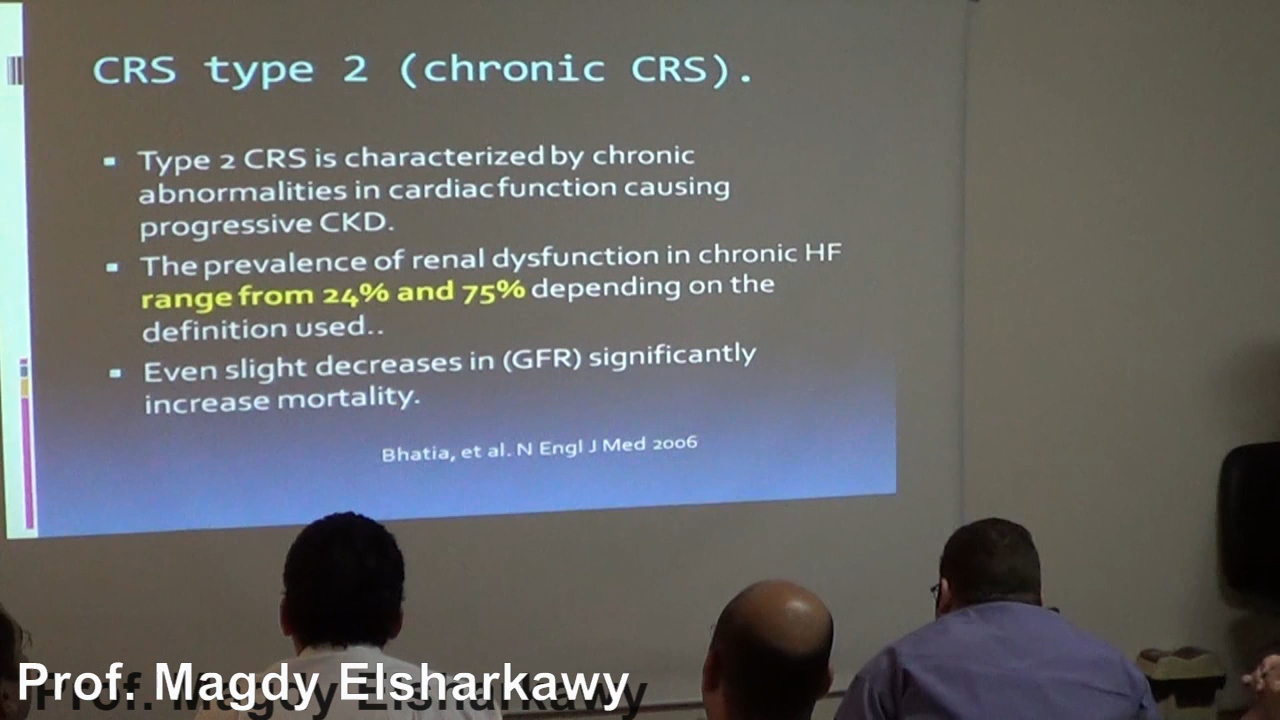 CRS type 2 (chronic CRS).
Type 2 CRS is characterized by chronic
abnormalities in cardiac function causing
progressive CKD.
The prevalence of renal dysfunction in chronic HF
range from 24% and 75% depending on the
definition used..
Even slight decreases in (GFR) significantly
increase mortality.
Bhatia, et al. N Engl J Med 2006
Prof. Magdy Elsharkawy